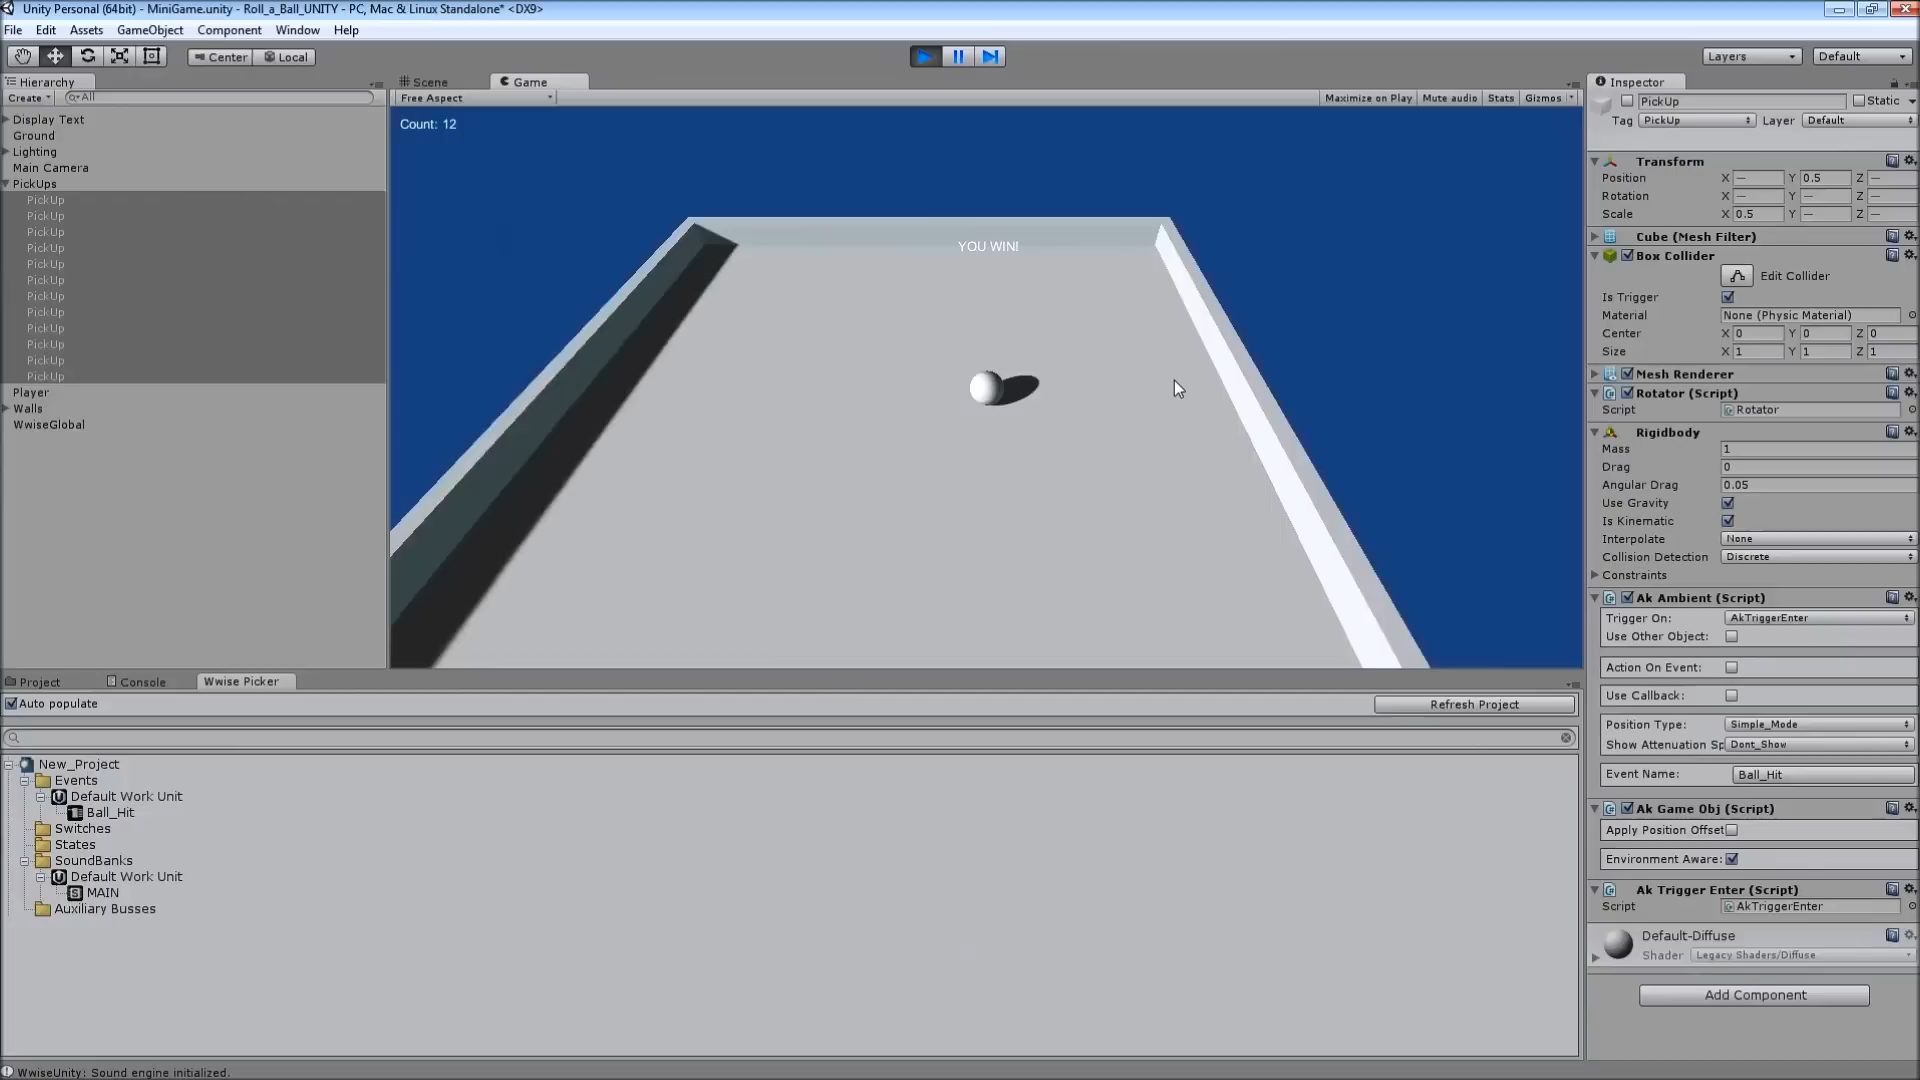 Unity Personal (64bit) - MiniGame.unity - Roll_a_Ball_UNITY - PC, Mac & Linux Standalone* <DX9>
File Edit Assets GameObject Component Window Help
Center Local Layers Default
Hierarchy
Create All
Display Text
Ground
Lighting
Main Camera
PickUps
PickUp
PickUp
PickUp
PickUp
PickUp
PickUp
PickUp
PickUp
PickUp
PickUp
PickUp
PickUp
Player
Walls
WwiseGlobal
Scene Game
Free Aspect Maximize on Play Mute audio Stats Gizmos
Count: 12
YOU WIN!
Inspector
PickUp Static
Tag PickUp Layer Default
Transform
Position X — Y 0.5 Z —
Rotation X — Y — Z —
Scale X 0.5 Y — Z —
Cube (Mesh Filter)
Box Collider
Edit Collider
Is Trigger
Material None (Physic Material)
Center X 0 Y 0 Z 0
Size X 1 Y 1 Z 1
Mesh Renderer
Rotator (Script)
Script Rotator
Rigidbody
Mass 1
Drag 0
Angular Drag 0.05
Use Gravity
Is Kinematic
Interpolate None
Collision Detection Discrete
Constraints
Ak Ambient (Script)
Trigger On: AkTriggerEnter
Use Other Object:
Action On Event:
Use Callback:
Position Type: Simple_Mode
Show Attenuation Sp Dont_Show
Event Name: Ball_Hit
Ak Game Obj (Script)
Apply Position Offset
Environment Aware:
Ak Trigger Enter (Script)
Script AkTriggerEnter
Default-Diffuse
Shader Legacy Shaders/Diffuse
Add Component
Project Console Wwise Picker
Auto populate Refresh Project
New_Project
Events
Default Work Unit
Ball_Hit
Switches
States
SoundBanks
Default Work Unit
MAIN
Auxiliary Busses
WwiseUnity: Sound engine initialized.